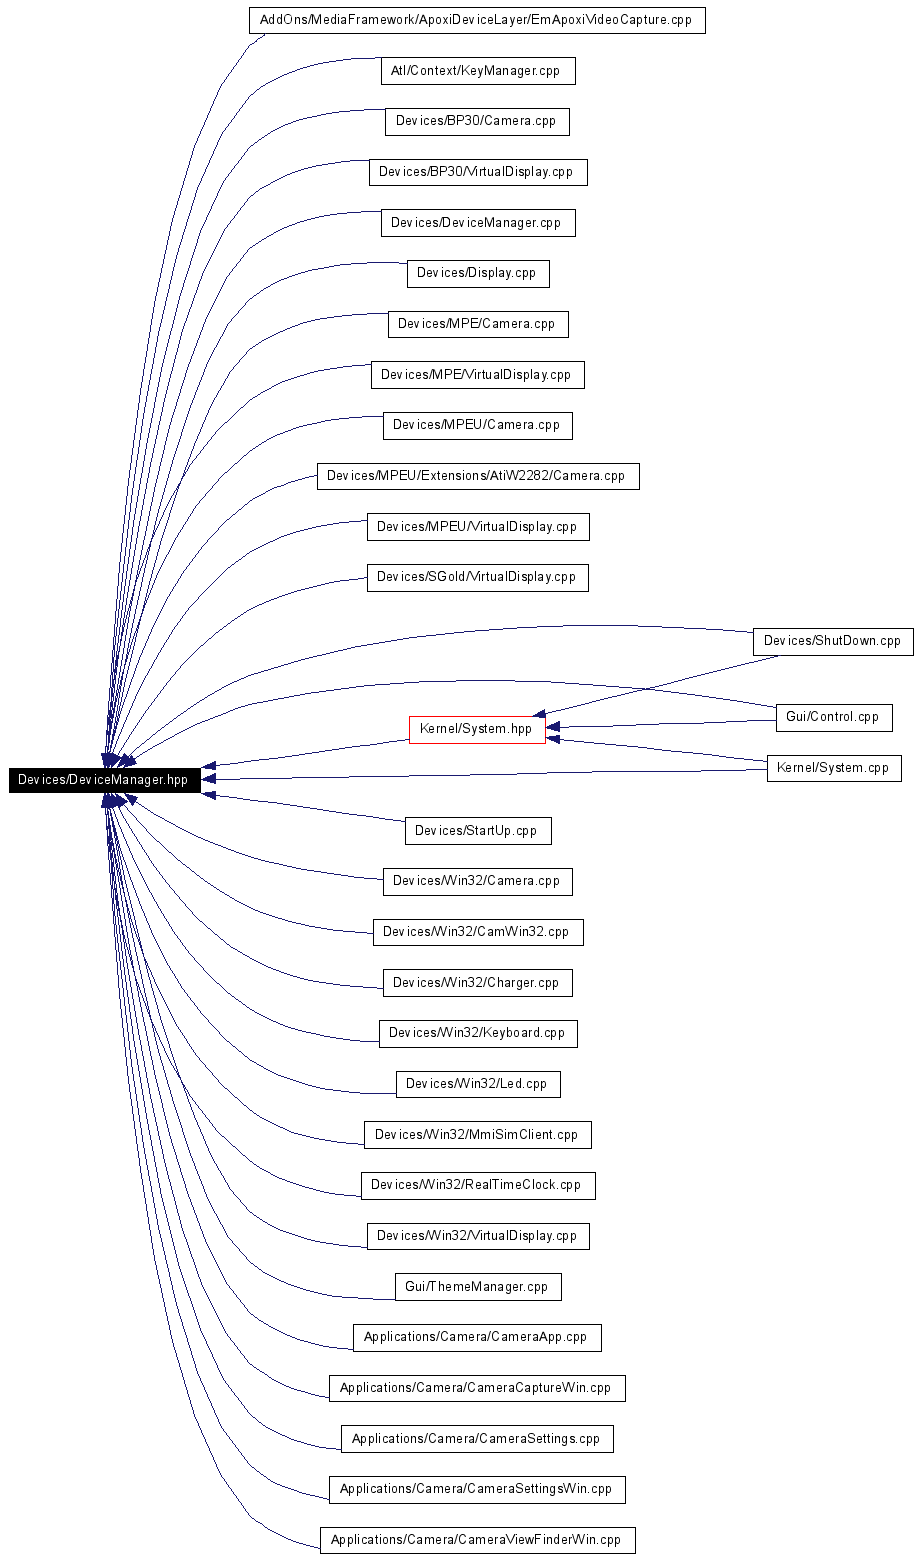 AddOns/MediaFramework/ApoxiDeviceLayer/EmApoxiVideoCapture.cpp
Atl/Context/KeyManager.cpp
Devices/BP30/Camera.cpp
Devices/BP30/VirtualDisplay.cpp
Devices/DeviceManager.cpp
Devices/Display.cpp
Devices/MPE/Camera.cpp
Devices/MPE/VirtualDisplay.cpp
Devices/MPEU/Camera.cpp
Devices/MPEU/Extensions/AtiW2282/Camera.cpp
Devices/MPEU/VirtualDisplay.cpp
Devices/SGold/VirtualDisplay.cpp
Devices/ShutDown.cpp
Gui/Control.cpp
Kernel/System.hpp
Kernel/System.cpp
Devices/DeviceManager.hpp
Devices/StartUp.cpp
Devices/Win32/Camera.cpp
Devices/Win32/CamWin32.cpp
Devices/Win32/Charger.cpp
Devices/Win32/Keyboard.cpp
Devices/Win32/Led.cpp
Devices/Win32/MmiSimClient.cpp
Devices/Win32/RealTimeClock.cpp
Devices/Win32/VirtualDisplay.cpp
Gui/ThemeManager.cpp
Applications/Camera/CameraApp.cpp
Applications/Camera/CameraCaptureWin.cpp
Applications/Camera/CameraSettings.cpp
Applications/Camera/CameraSettingsWin.cpp
Applications/Camera/CameraViewFinderWin.cpp